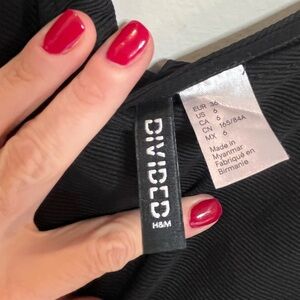 DIVIDED
H&M
EUR 36
US 6
CA 6
CN 165/84A
MX 6
Made in
Myanmar
Fabriqué en
Birmanie